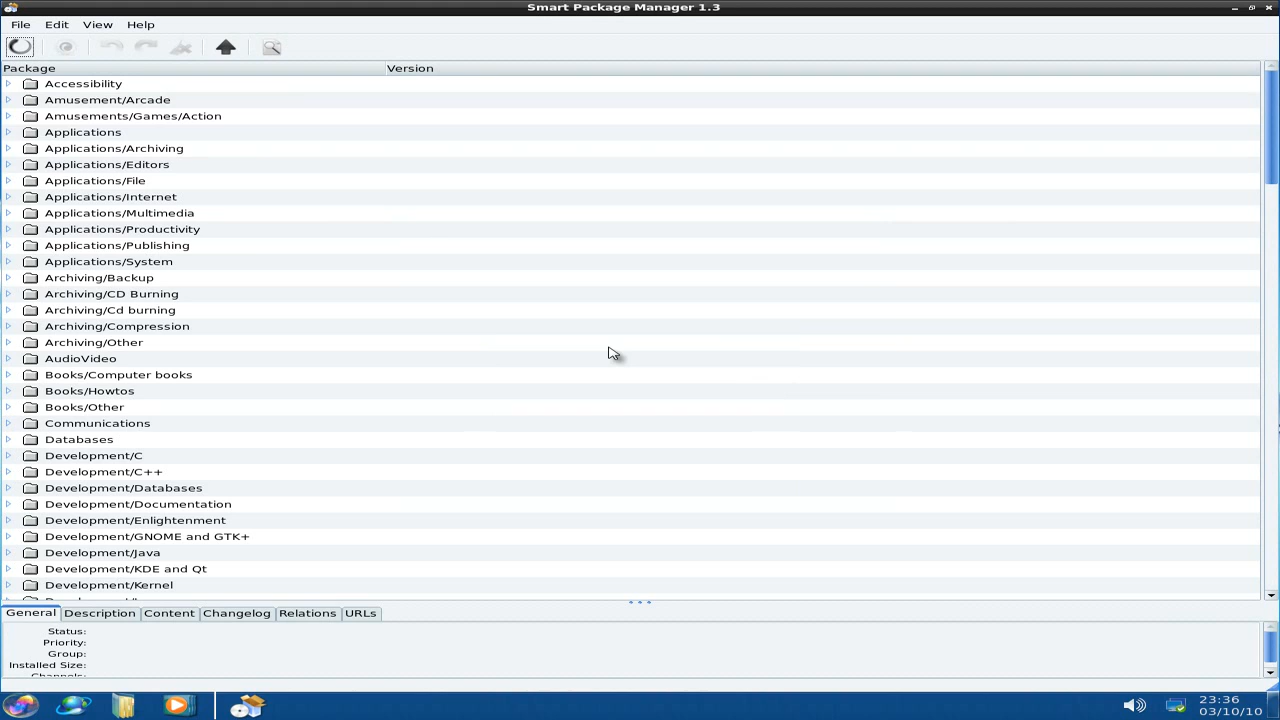 Smart Package Manager 1.3
File Edit View Help
Package Version
Accessibility
Amusement/Arcade
Amusements/Games/Action
Applications
Applications/Archiving
Applications/Editors
Applications/File
Applications/Internet
Applications/Multimedia
Applications/Productivity
Applications/Publishing
Applications/System
Archiving/Backup
Archiving/CD Burning
Archiving/Cd burning
Archiving/Compression
Archiving/Other
AudioVideo
Books/Computer books
Books/Howtos
Books/Other
Communications
Databases
Development/C
Development/C++
Development/Databases
Development/Documentation
Development/Enlightenment
Development/GNOME and GTK+
Development/Java
Development/KDE and Qt
Development/Kernel
General Description Content Changelog Relations URLs
Status:
Priority:
Group:
Installed Size:
Channels:
23:36
03/10/10